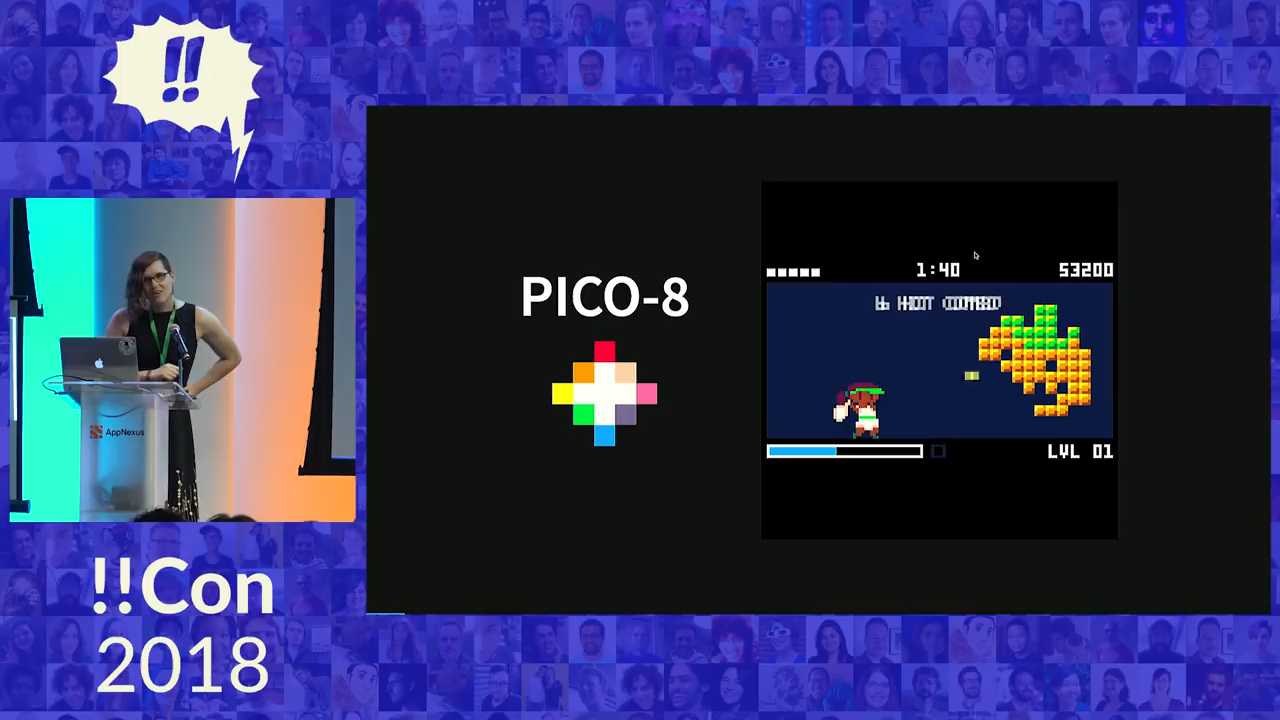 !!
AppNexus
!!Con
2018
PICO-8
1:40
53200
HOT COMBO
LVL 01